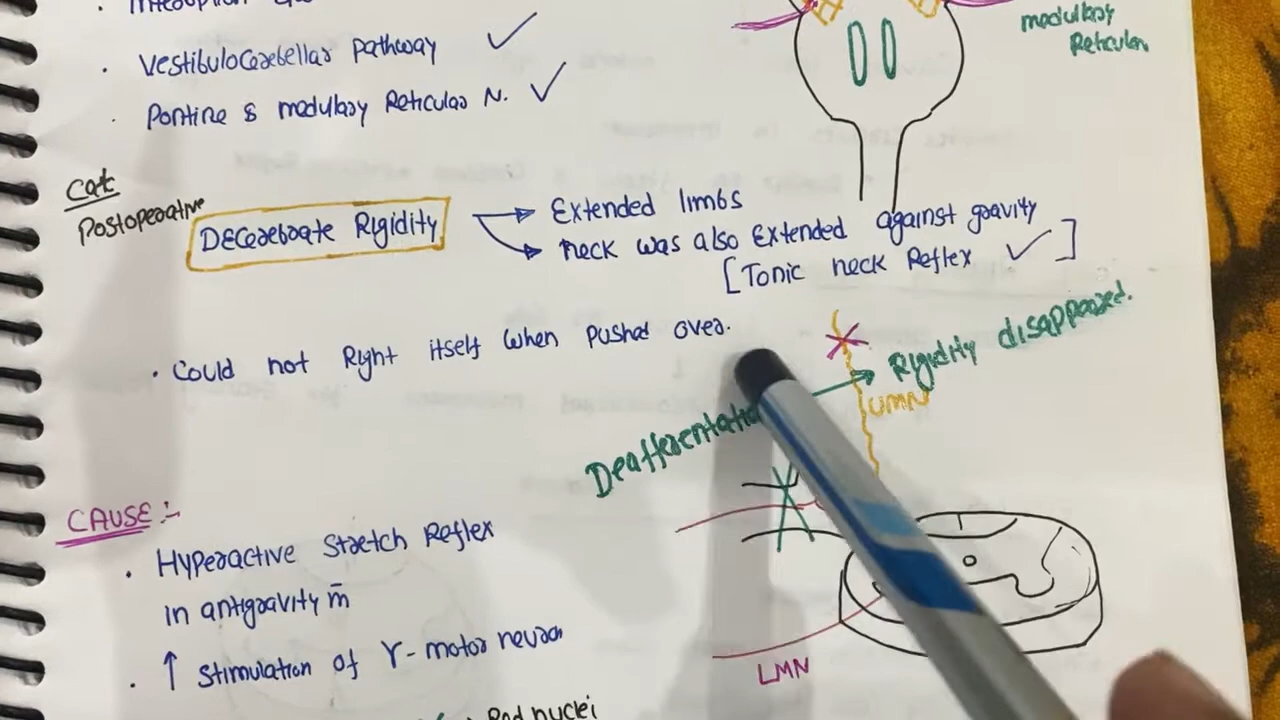 · Vestibulocerebellar pathway ✓
· Pontine & medullary Reticular N. ✓
medullary
Reticular
Cat
Postoperative
DECerebrate Rigidity
Extended limbs
neck was also Extended against gravity
[Tonic neck Reflex ✓]
· Could not Right itself when pushed over.
Deafferentatio
Rigidity disappeared.
UMN
CAUSE :-
· Hyperactive Stretch Reflex
in antigravity m̄
· ↑ Stimulation of γ-motor neuron
LMN
Red nuclei